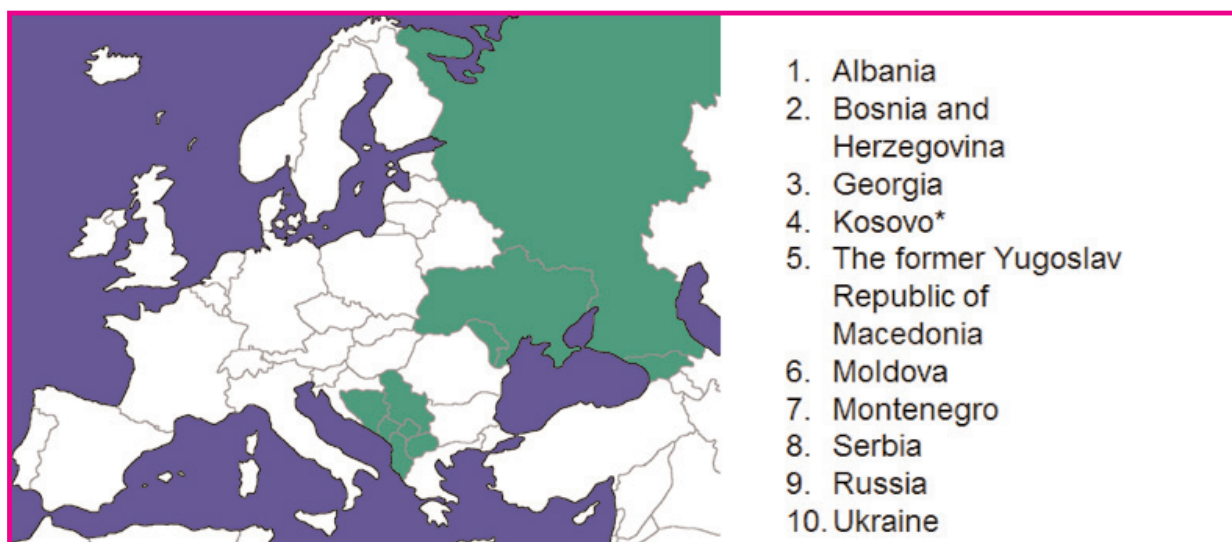 1. Albania
2. Bosnia and
Herzegovina
3. Georgia
4. Kosovo*
5. The former Yugoslav
Republic of
Macedonia
6. Moldova
7. Montenegro
8. Serbia
9. Russia
10. Ukraine